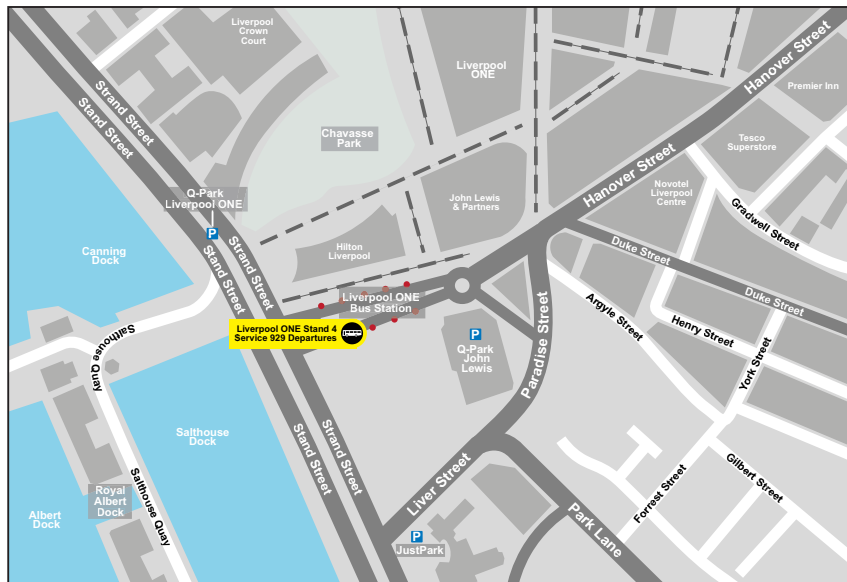 Liverpool
Crown
Court
Liverpool
ONE
Hanover Street
Premier Inn
Stand Street
Strand Street
Chavasse
Park
Tesco
Superstore
Hanover Street
Q-Park
Liverpool ONE
P
John Lewis
& Partners
Novotel
Liverpool
Centre
Gradwell Street
Canning
Dock
Hilton
Liverpool
Duke Street
Strand Street
Stand Street
Liverpool ONE
Bus Station
Duke Street
Argyle Street
Salthouse
Quay
Liverpool ONE Stand 4
Service 929 Departures
P
Q-Park
John
Lewis
Paradise Street
Henry Street
York Street
Salthouse
Dock
Stand Street
Strand Street
Liver Street
Gilbert Street
Forrest Street
Royal
Albert
Dock
Salthouse Quay
Albert
Dock
P
JustPark
Park Lane